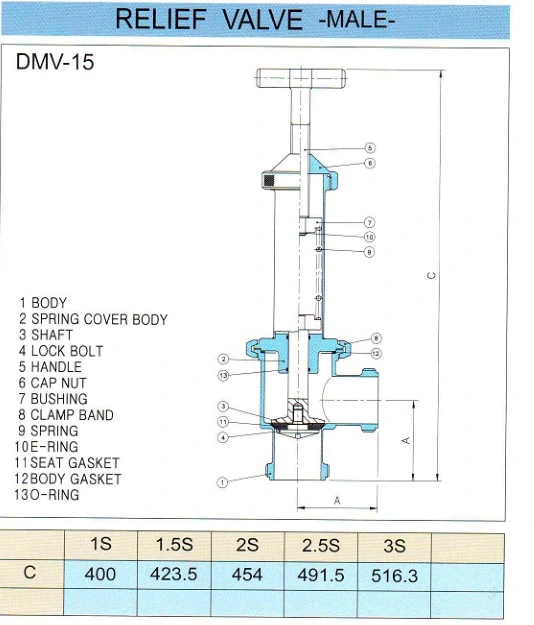 RELIEF VALVE -MALE-
DMV-15
5
6
7
10
9
C
1 BODY
2 SPRING COVER BODY
3 SHAFT
4 LOCK BOLT
5 HANDLE
6 CAP NUT
7 BUSHING
8 CLAMP BAND
9 SPRING
10E-RING
11SEAT GASKET
12BODY GASKET
13O-RING
8
12
2
13
3
11
4
1
A
A
1S 1.5S 2S 2.5S 3S
C 400 423.5 454 491.5 516.3